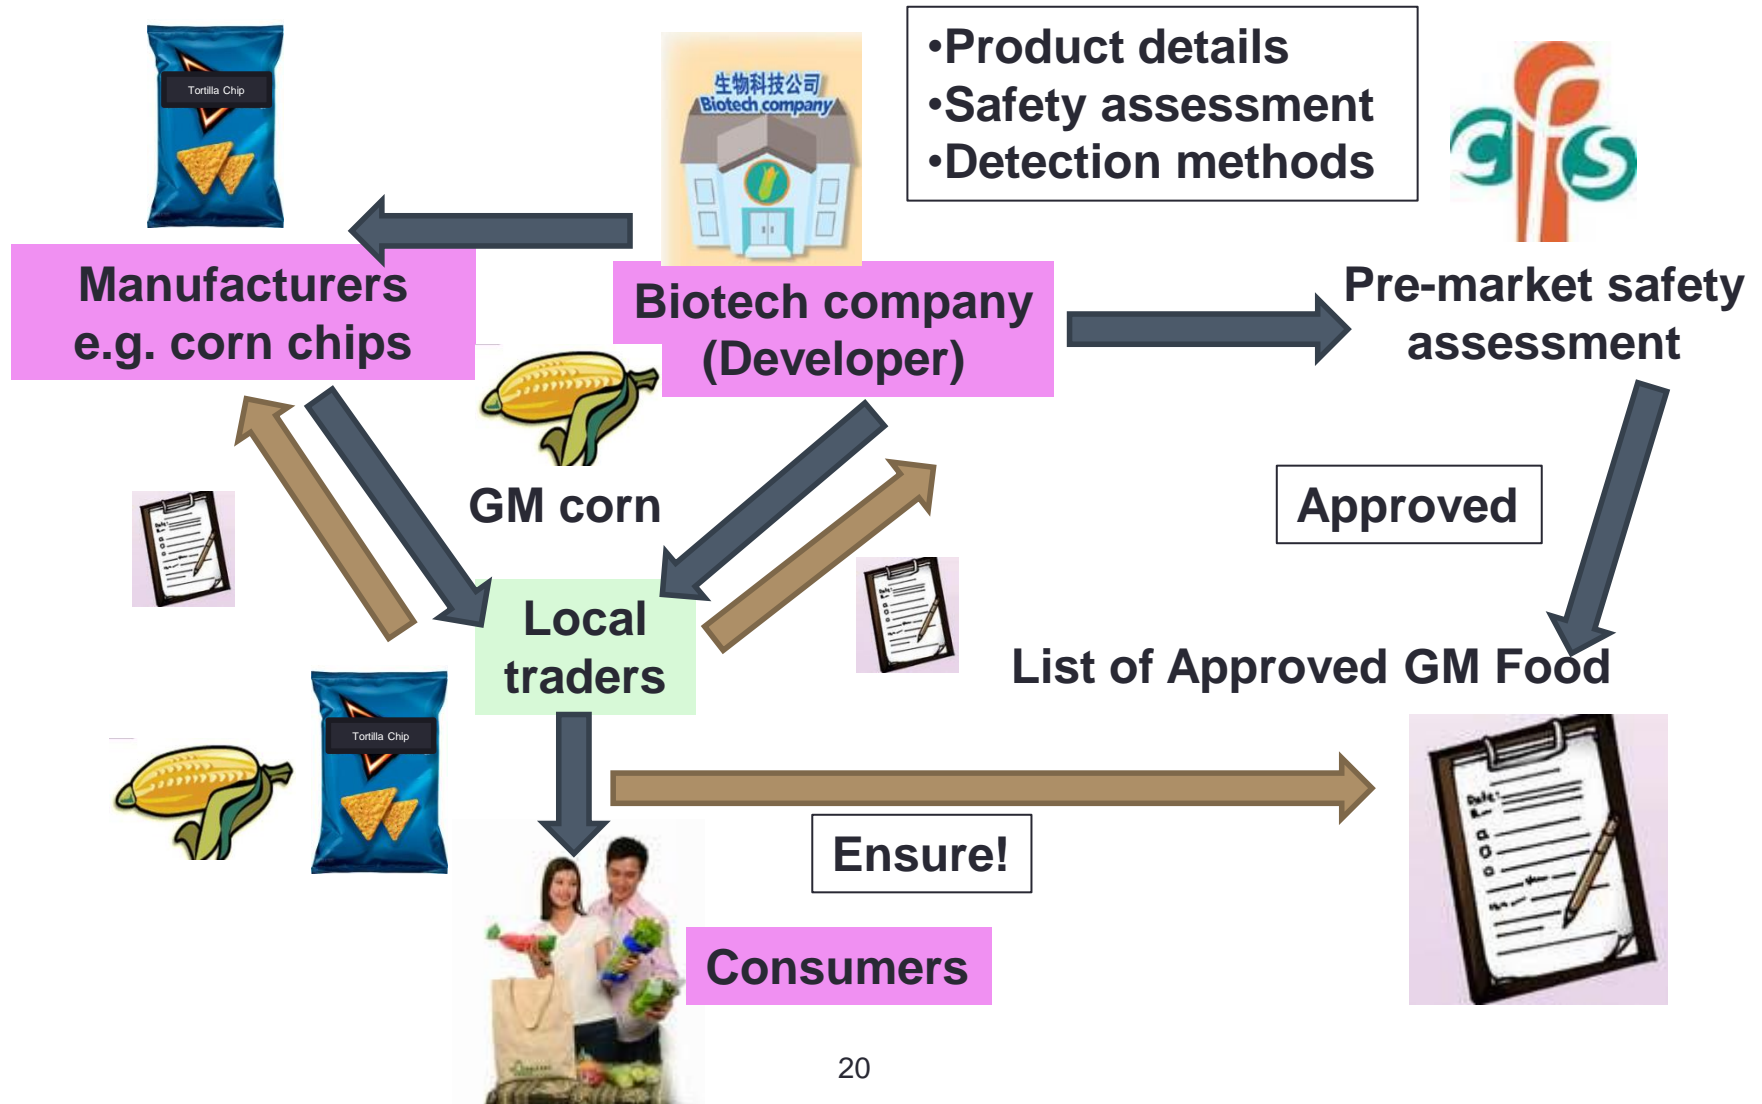 Tortilla Chip
生物科技公司
Biotech company
•Product details
•Safety assessment
•Detection methods
cfs
Manufacturers
e.g. corn chips
Biotech company
(Developer)
Pre-market safety
assessment
GM corn
Approved
Local
traders
List of Approved GM Food
Tortilla Chip
Date:
Ensure!
Consumers
20